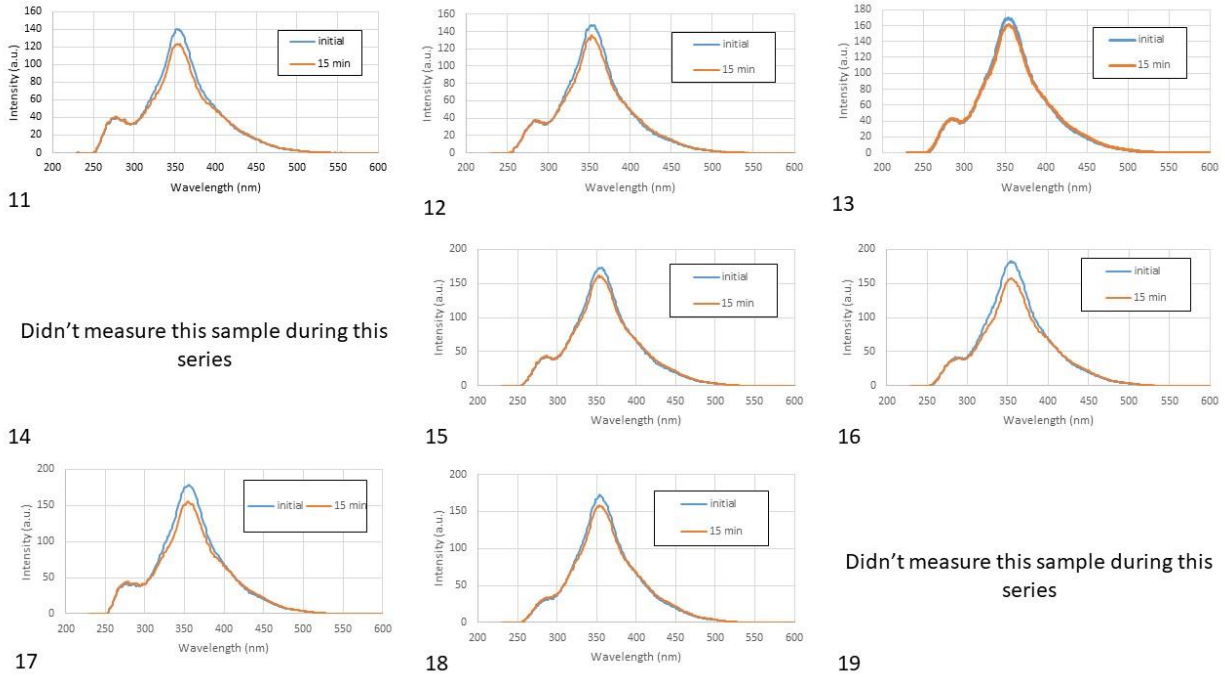 160
140
120
100
80
60
40
20
0
Intensity (a.u.)
initial
15 min
200 250 300 350 400 450 500 550 600
Wavelength (nm)
11
160
140
120
100
80
60
40
20
0
Intensity (a.u.)
initial
15 min
200 250 300 350 400 450 500 550 600
Wavelength (nm)
12
180
160
140
120
100
80
60
40
20
0
Intensity (a.u.)
initial
15 min
200 250 300 350 400 450 500 550 600
Wavelength (nm)
13
Didn’t measure this sample during this
series
14
200
150
100
50
0
Intensity (a.u.)
initial
15 min
200 250 300 350 400 450 500 550 600
Wavelength (nm)
15
200
150
100
50
0
Intensity (a.u.)
initial
15 min
200 250 300 350 400 450 500 550 600
Wavelength (nm)
16
200
150
100
50
0
Intensity (a.u.)
initial 15 min
200 250 300 350 400 450 500 550 600
Wavelength (nm)
17
200
150
100
50
0
Intensity (a.u.)
initial
15 min
200 250 300 350 400 450 500 550 600
Wavelength (nm)
18
Didn’t measure this sample during this
series
19